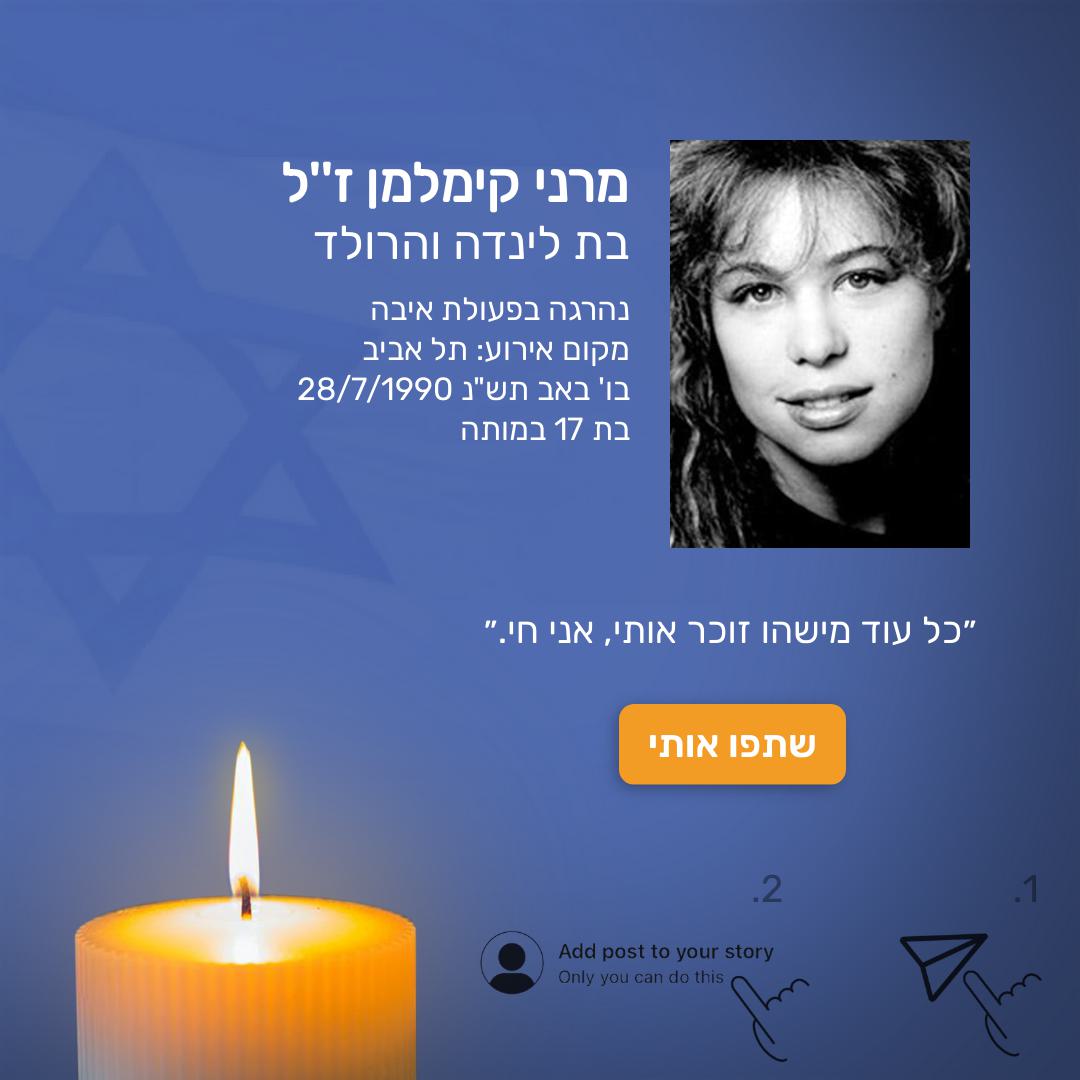 מרני קימלמן ז"ל
בת לינדה והרולד
נהרגה בפעולת איבה
מקום אירוע: תל אביב
בו' באב תש"נ 28/7/1990
בת 17 במותה
״כל עוד מישהו זוכר אותי, אני חי.״
שתפו אותי
1.
2.
Add post to your story
Only you can do this